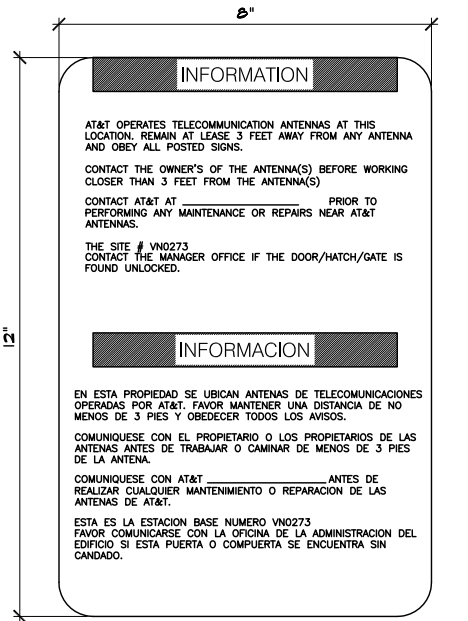 8"
INFORMATION
AT&T OPERATES TELECOMMUNICATION ANTENNAS AT THIS
LOCATION. REMAIN AT LEASE 3 FEET AWAY FROM ANY ANTENNA
AND OBEY ALL POSTED SIGNS.
CONTACT THE OWNER'S OF THE ANTENNA(S) BEFORE WORKING
CLOSER THAN 3 FEET FROM THE ANTENNA(S)
CONTACT AT&T AT ____________________ PRIOR TO
PERFORMING ANY MAINTENANCE OR REPAIRS NEAR AT&T
ANTENNAS.
THE SITE # VN0273
CONTACT THE MANAGER OFFICE IF THE DOOR/HATCH/GATE IS
FOUND UNLOCKED.
12"
INFORMACION
EN ESTA PROPIEDAD SE UBICAN ANTENAS DE TELECOMUNICACIONES
OPERADAS POR AT&T. FAVOR MANTENER UNA DISTANCIA DE NO
MENOS DE 3 PIES Y OBEDECER TODOS LOS AVISOS.
COMUNIQUESE CON EL PROPIETARIO O LOS PROPIETARIOS DE LAS
ANTENAS ANTES DE TRABAJAR O CAMINAR DE MENOS DE 3 PIES
DE LA ANTENA.
COMUNIQUESE CON AT&T ____________________ ANTES DE
REALIZAR CUALQUIER MANTENIMIENTO O REPARACION DE LAS
ANTENAS DE AT&T.
ESTA ES LA ESTACION BASE NUMERO VN0273
FAVOR COMUNICARSE CON LA OFICINA DE LA ADMINISTRACION DEL
EDIFICIO SI ESTA PUERTA O COMPUERTA SE ENCUENTRA SIN
CANDADO.